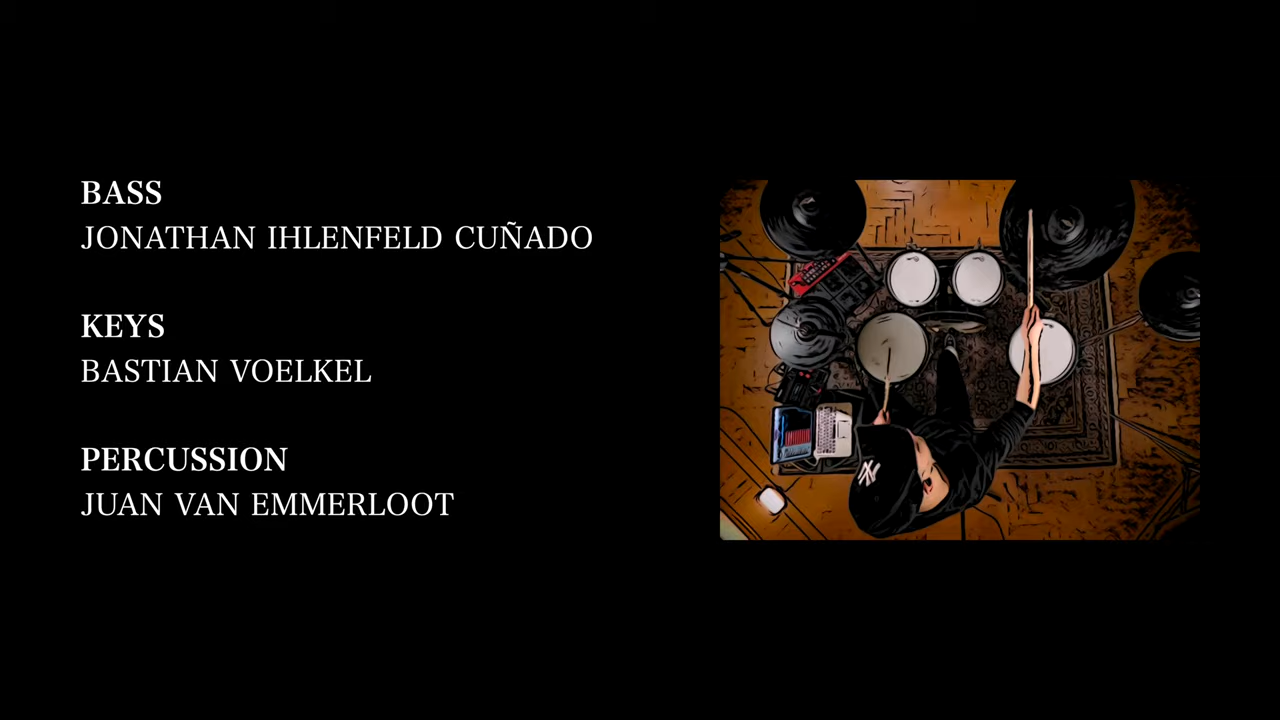 BASS
JONATHAN IHLENFELD CUÑADO
KEYS
BASTIAN VOELKEL
PERCUSSION
JUAN VAN EMMERLOOT